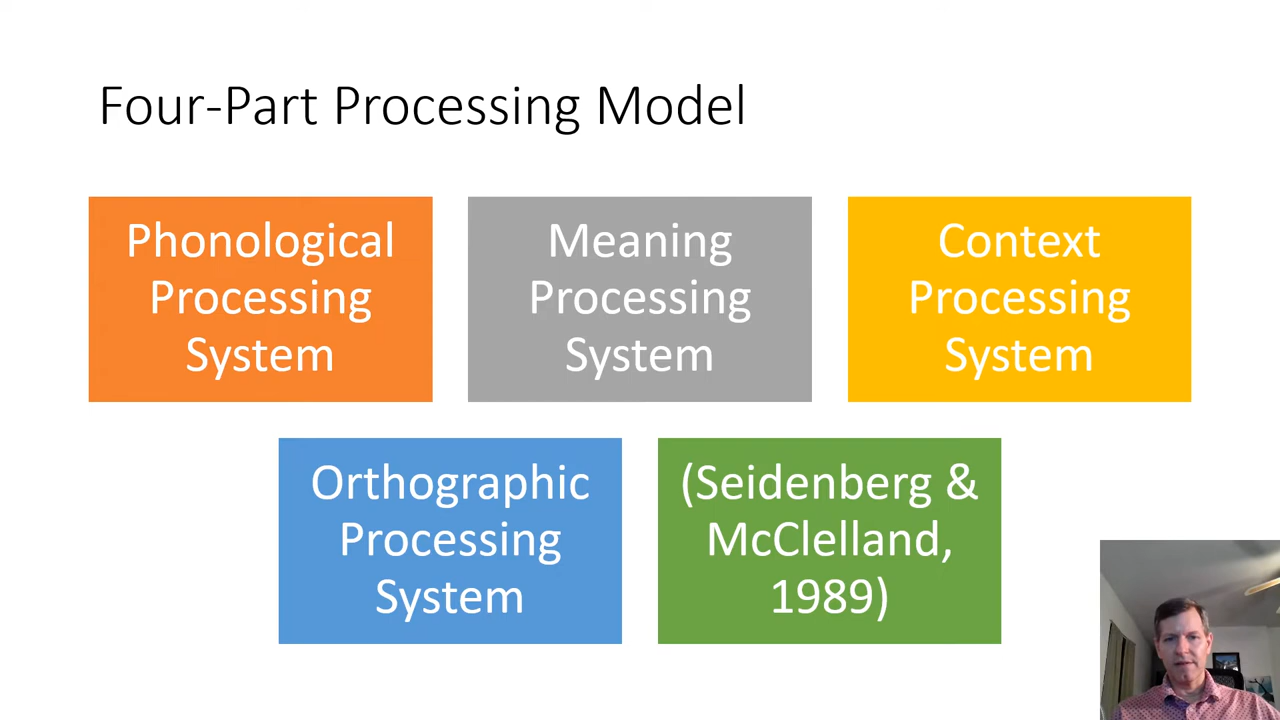 Four-Part Processing Model
Phonological
Processing
System
Meaning
Processing
System
Context
Processing
System
Orthographic
Processing
System
(Seidenberg &
McClelland,
1989)